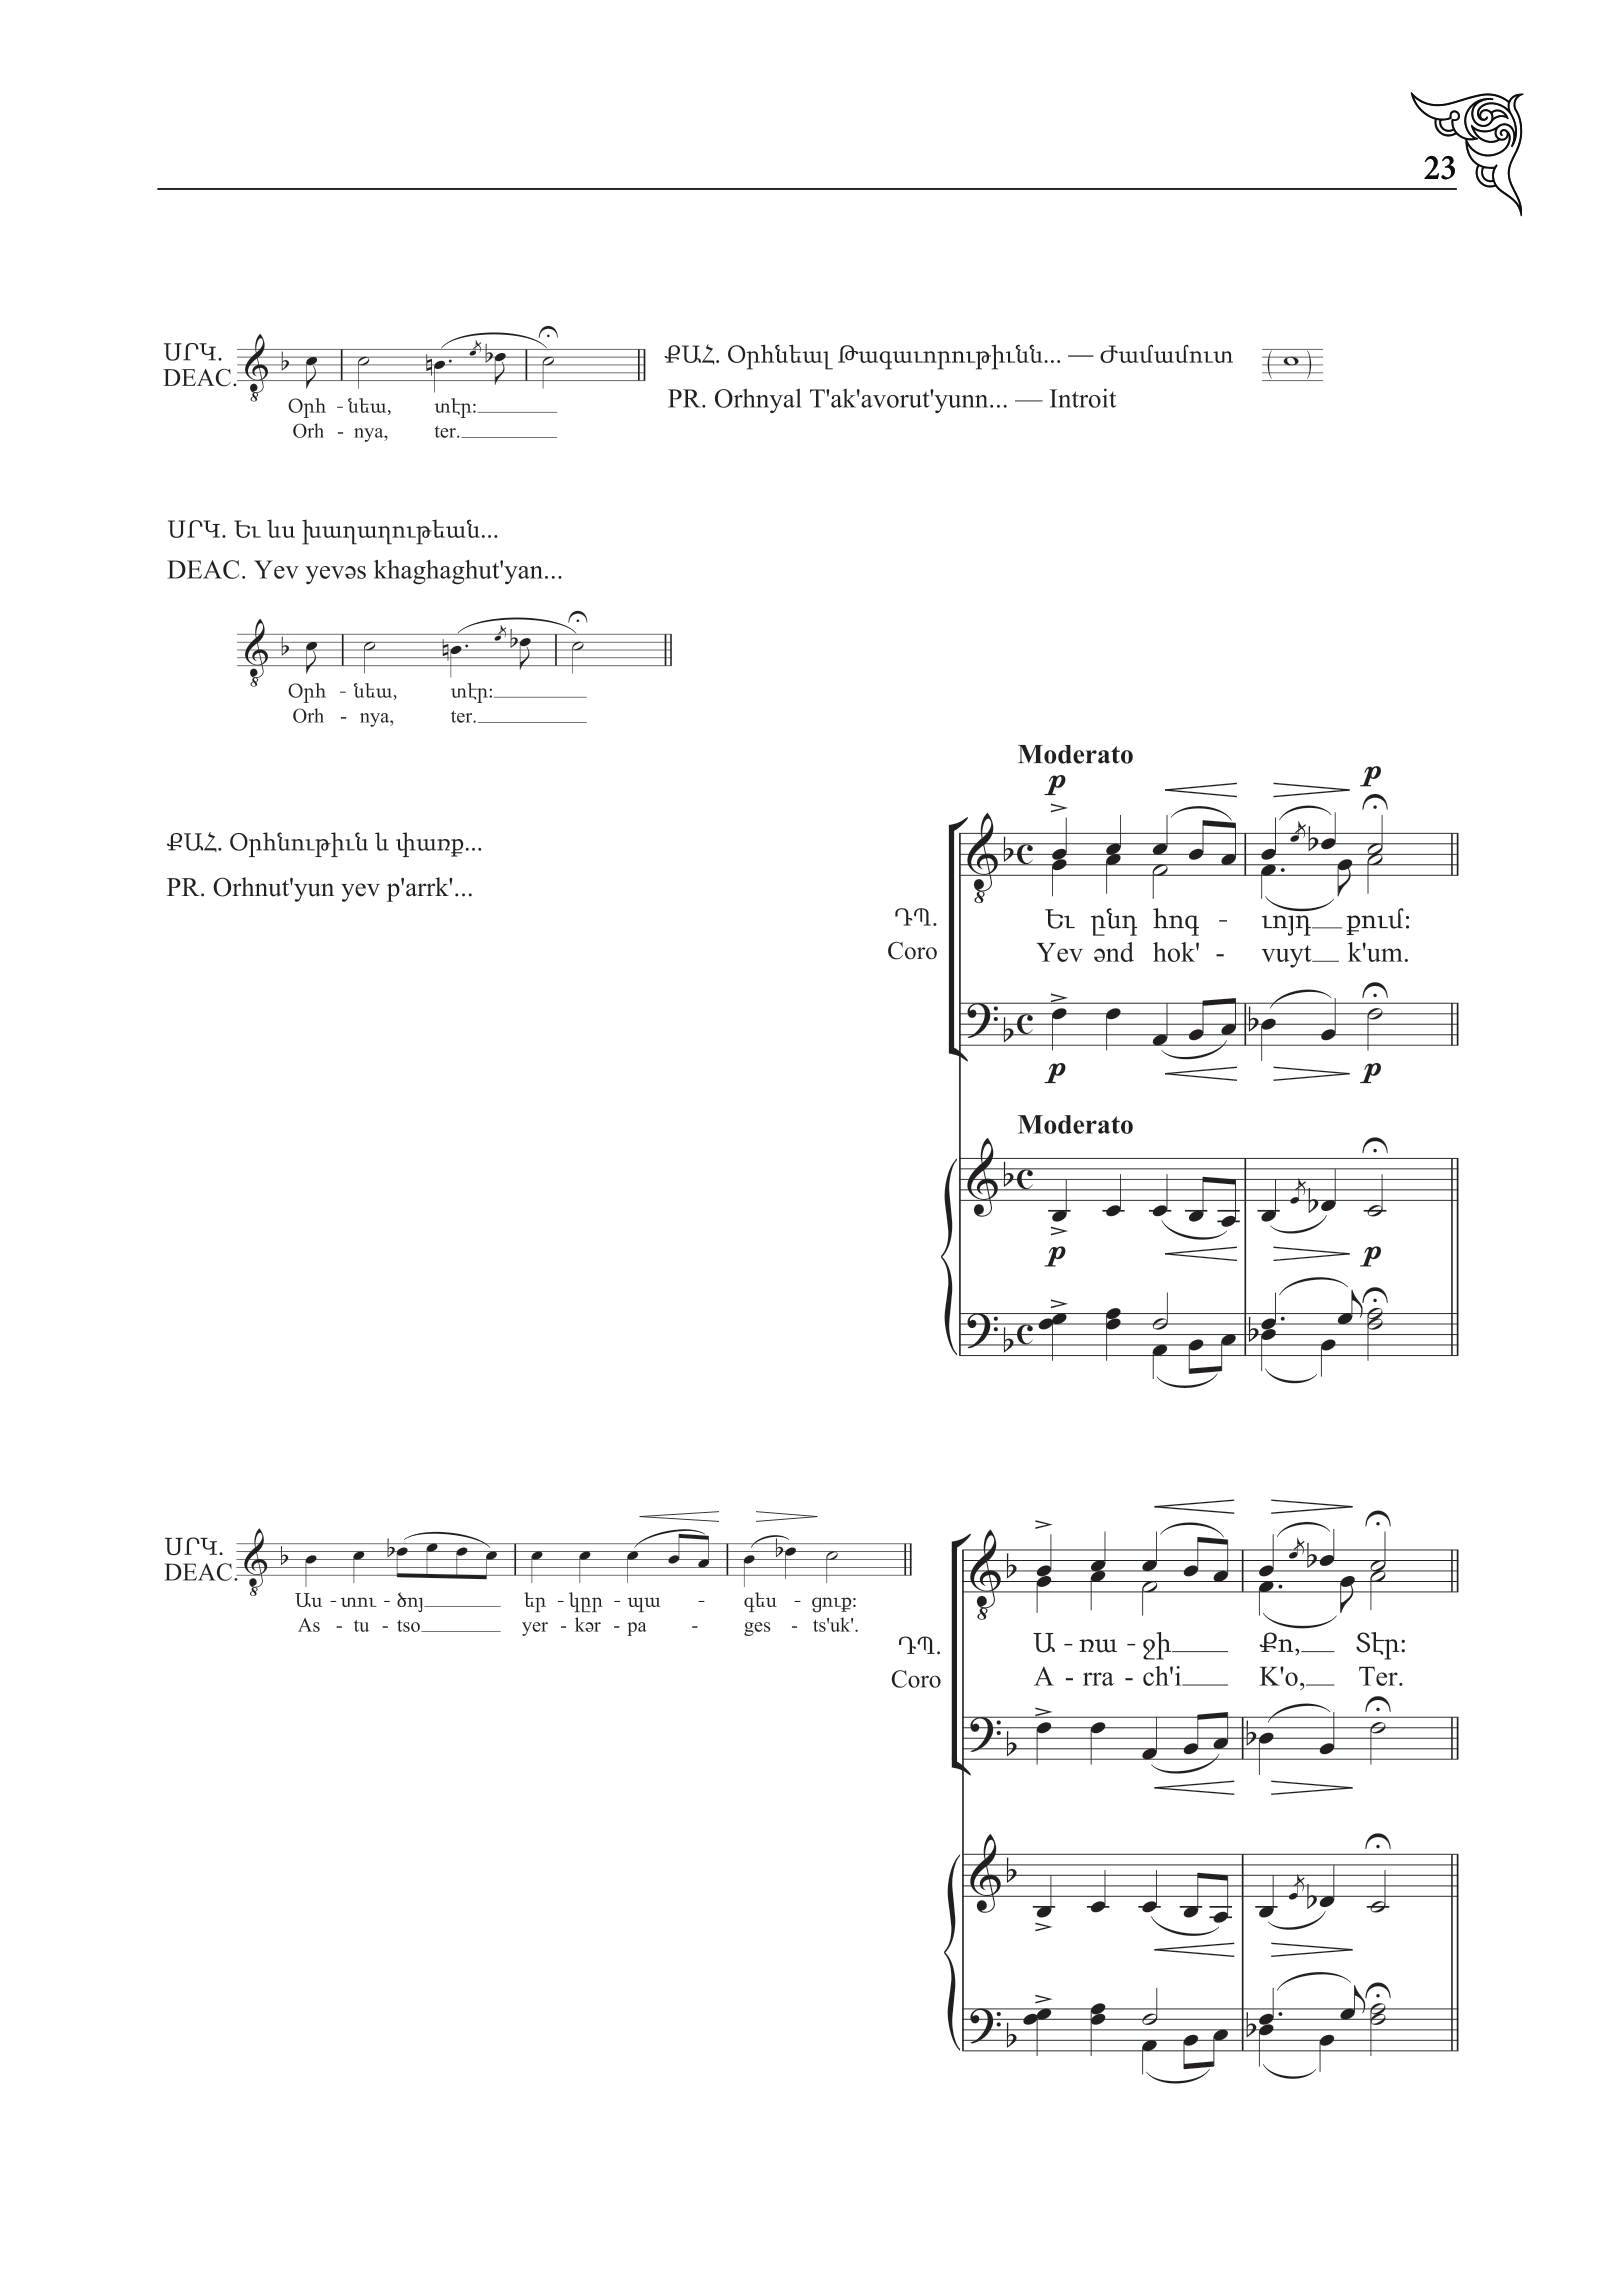 23
ՍՐԿ.
DEAC.
Օրհ - նեա, տէր:
Orh - nya, ter.
ՔԱՀ. Օրհնեալ Թագաւորութիւնն... — Ժամամուտ
PR. Orhnyal T'ak'avorut'yunn... — Introit
ՍՐԿ. Եւ ևս խաղաղութեան...
DEAC. Yev yevəs khaghaghut'yan...
Օրհ - նեա, տէր:
Orh - nya, ter.
Moderato
p p
ՔԱՀ. Օրհնութիւն և փառք...
PR. Orhnut'yun yev p'arrk'...
ԴՊ.
Coro
Եւ ընդ հոգ - ւոյդ քում:
Yev ənd hok' - vuyt k'um.
p p
Moderato
p p
ՍՐԿ.
DEAC.
Աս - տու - ծոյ եր - կըր - պա - գես - ցուք:
As - tu - tso yer - kər - pa - ges - ts'uk'.
ԴՊ.
Coro
Ա - ռա - ջի Քո, Տէր:
A - rra - ch'i K'o, Ter.